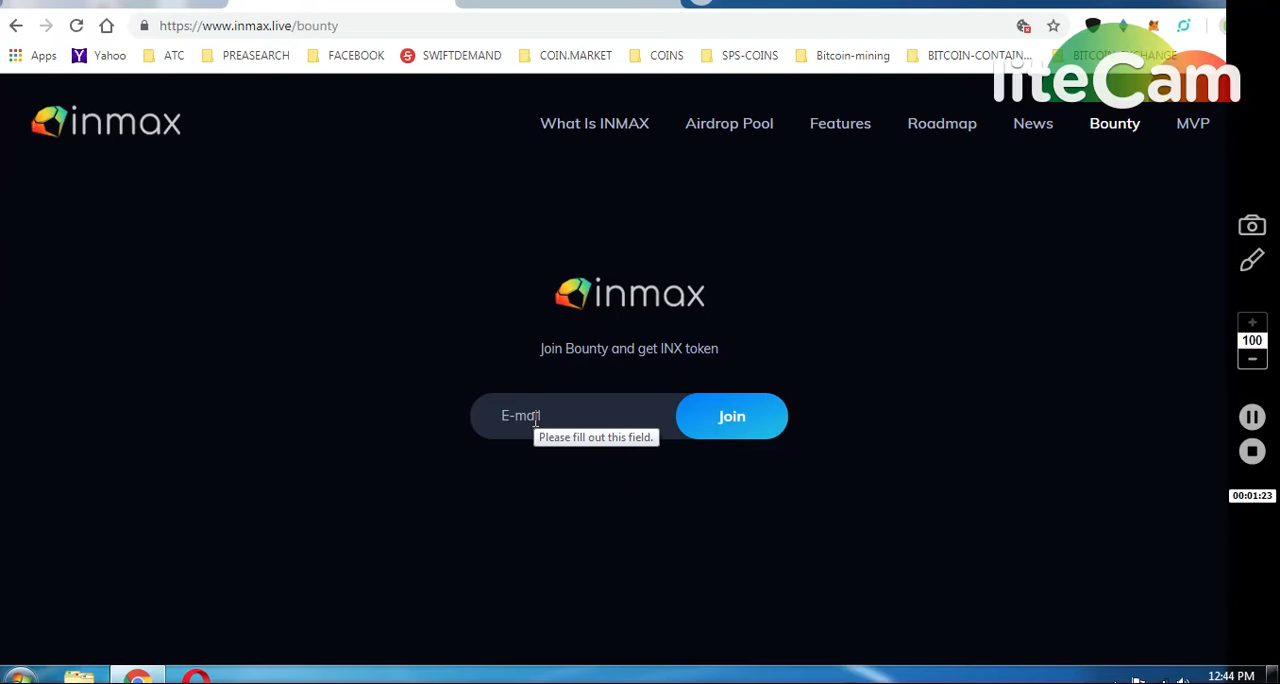 https://www.inmax.live/bounty
Apps Yahoo ATC PREASEARCH FACEBOOK SWIFTDEMAND COIN.MARKET COINS SPS-COINS Bitcoin-mining BITCOIN-CONTAIN... BITCOIN-EXCHANGE
liteCam
inmax
What Is INMAX Airdrop Pool Features Roadmap News Bounty MVP
inmax
Join Bounty and get INX token
100
E-mail Join
Please fill out this field.
00:01:23
12:44 PM